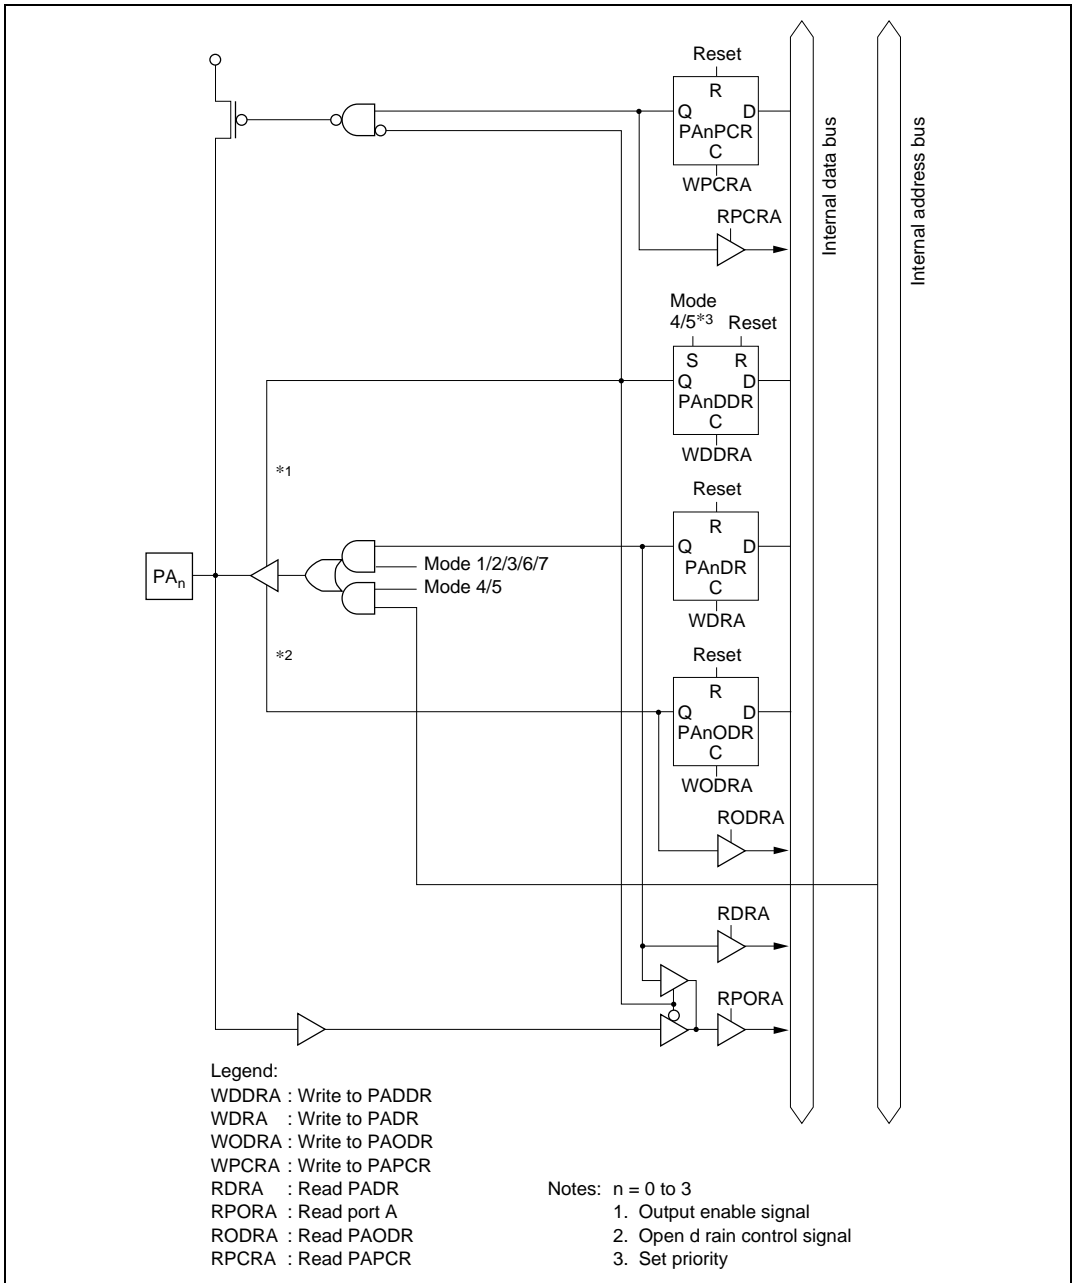 Reset
R
Q D
PAnPCR
C
WPCRA
RPCRA
Internal data bus
Internal address bus
Mode
4/5*3 Reset
S R
Q D
PAnDDR
C
WDDRA
*1
Reset
R
Q D
PAnDR
C
WDRA
Mode 1/2/3/6/7
Mode 4/5
PAn
*2
Reset
R
Q D
PAnODR
C
WODRA
RODRA
RDRA
RPORA
Legend:
WDDRA : Write to PADDR
WDRA : Write to PADR
WODRA : Write to PAODR
WPCRA : Write to PAPCR
RDRA : Read PADR
RPORA : Read port A
RODRA : Read PAODR
RPCRA : Read PAPCR
Notes: n = 0 to 3
1. Output enable signal
2. Open d rain control signal
3. Set priority